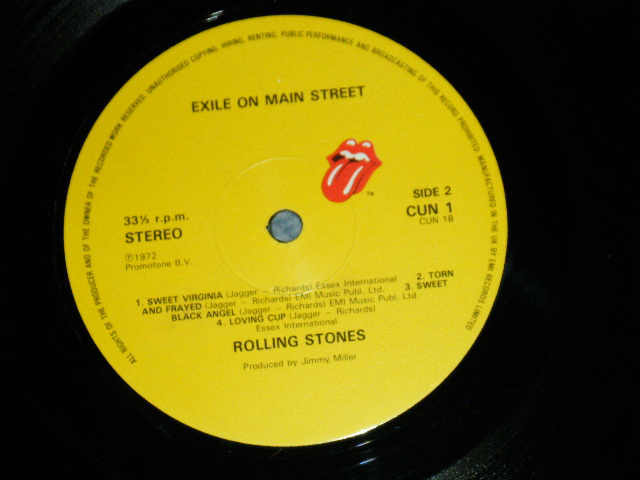 ALL RIGHTS OF THE PRODUCER AND OF THE OWNER OF THE RECORDED WORK RESERVED. UNAUTHORISED COPYING, HIRING, RENTING, PUBLIC PERFORMANCE AND BROADCASTING OF THIS RECORD PROHIBITED. MANUFACTURED IN THE UK BY EMI RECORDS LIMITED
EXILE ON MAIN STREET
TM
33⅓ r.p.m.
STEREO
SIDE 2
CUN 1
CUN 1B
℗1972
Promotone B.V.
1. SWEET VIRGINIA (Jagger – Richards) Essex International 2. TORN
AND FRAYED (Jagger – Richards) EMI Music Publ. Ltd. 3. SWEET
BLACK ANGEL (Jagger – Richards) EMI Music Publ. Ltd.
4. LOVING CUP (Jagger – Richards)
Essex International
ROLLING STONES
Produced by Jimmy Miller